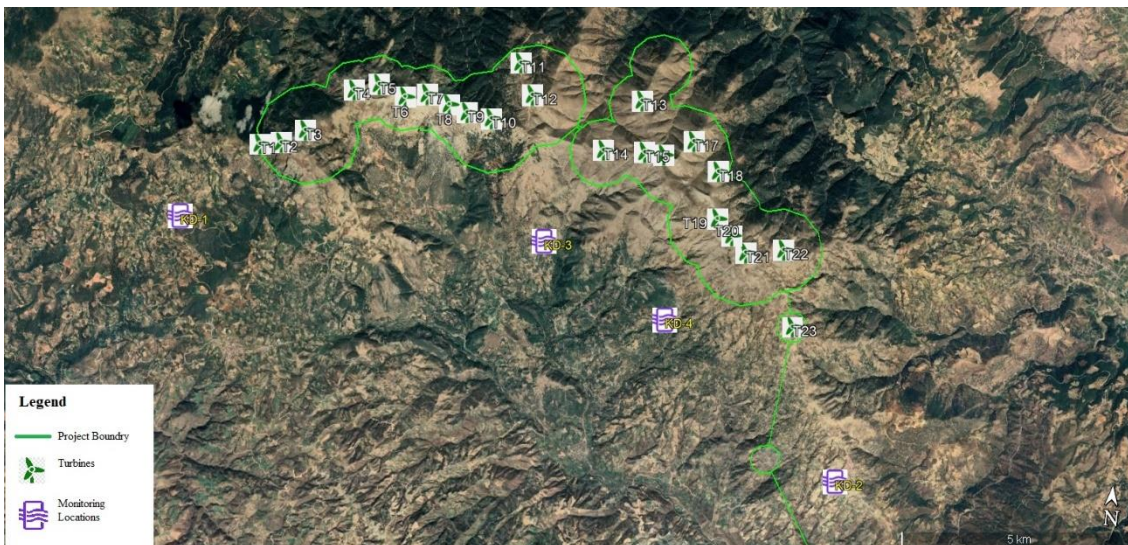 T11
T5
T4
T7
T12
T6
T8
T9
T13
T10
T3
T1
T2
T17
T14
T15
T18
KD-1
T19
T20
KD-3
T21
T22
KD-4
T23
Legend
Project Boundry
Turbines
Monitoring
Locations
KD-2
N
5 km